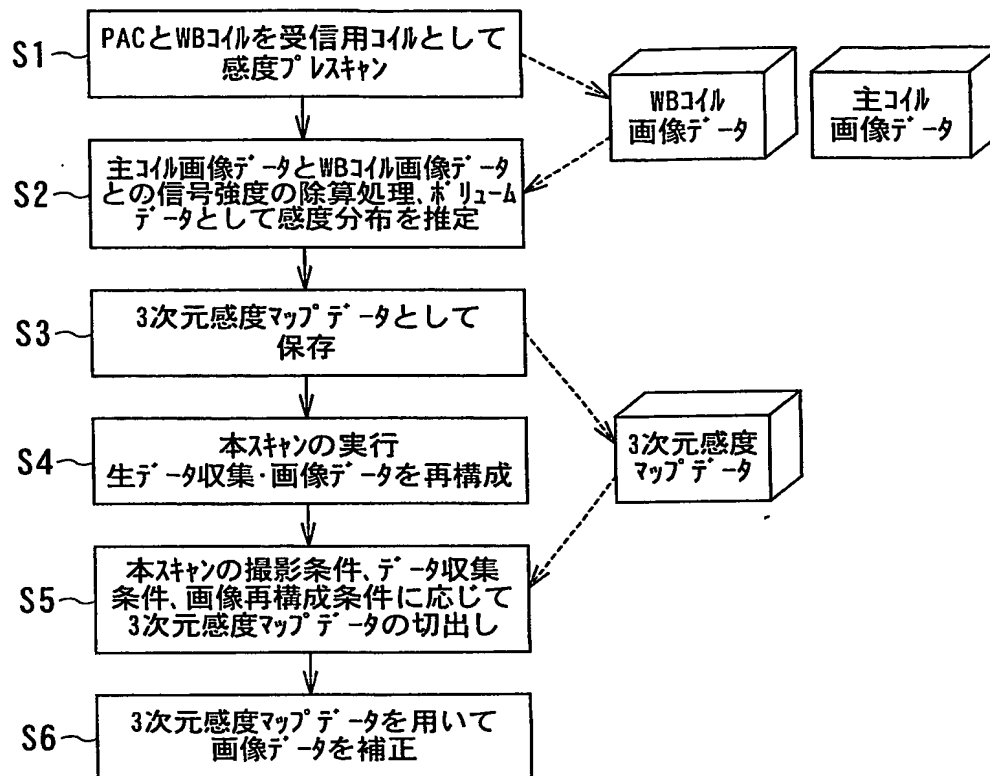 S1
PACとWBコイルを受信用コイルとして
感度プレスキャン
WBコイル
画像データ
主コイル
画像データ
S2
主コイル画像データとWBコイル画像データ
との信号強度の除算処理、ボリューム
データとして感度分布を推定
S3
3次元感度マップデータとして
保存
S4
本スキャンの実行
生データ収集・画像データを再構成
3次元感度
マップデータ
S5
本スキャンの撮影条件、データ収集
条件、画像再構成条件に応じて
3次元感度マップデータの切出し
S6
3次元感度マップデータを用いて
画像データを補正